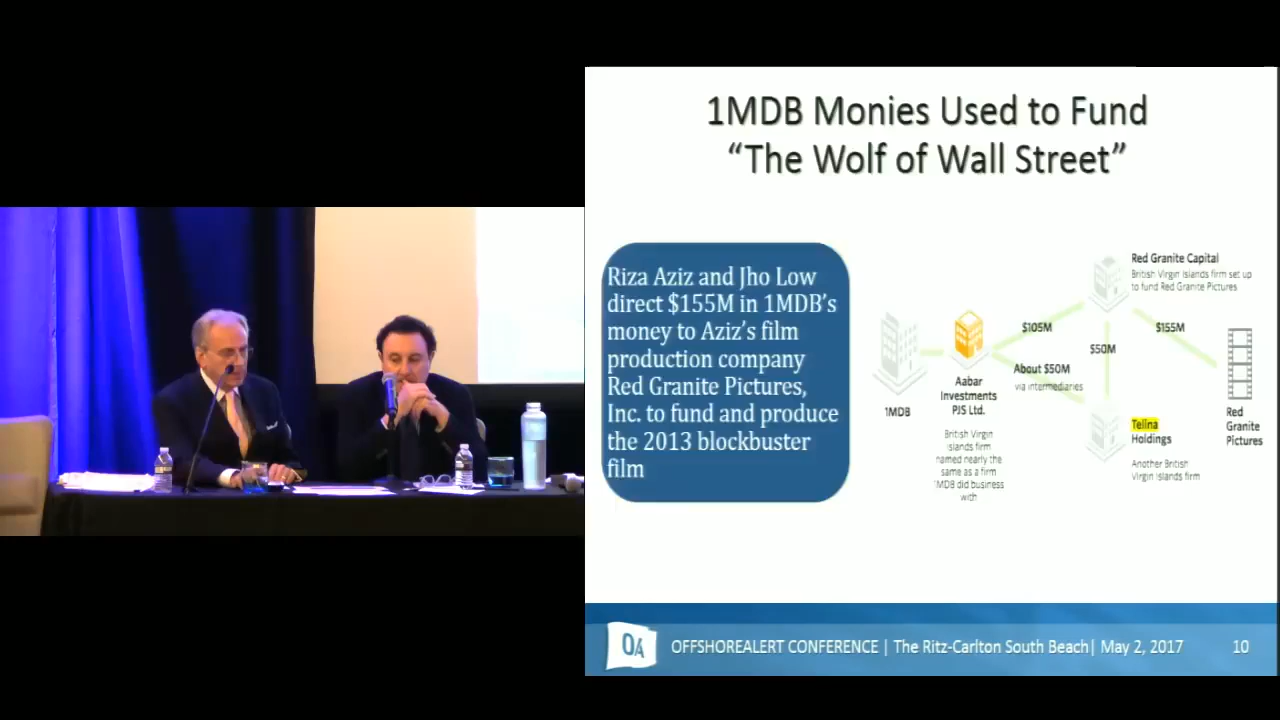 1MDB Monies Used to Fund
“The Wolf of Wall Street”
Riza Aziz and Jho Low
direct $155M in 1MDB’s
money to Aziz’s film
production company
Red Granite Pictures,
Inc. to fund and produce
the 2013 blockbuster
film
1MDB
Aabar
Investments
PJS Ltd.
British Virgin
Islands firm
named nearly the
same as a firm
1MDB did business
with
$105M
About $50M
via intermediaries
Red Granite Capital
British Virgin Islands firm set up
to fund Red Granite Pictures
$50M
$155M
Telina
Holdings
Another British
Virgin Islands firm
Red
Granite
Pictures
OA
OFFSHOREALERT CONFERENCE | The Ritz-Carlton South Beach| May 2, 2017
10